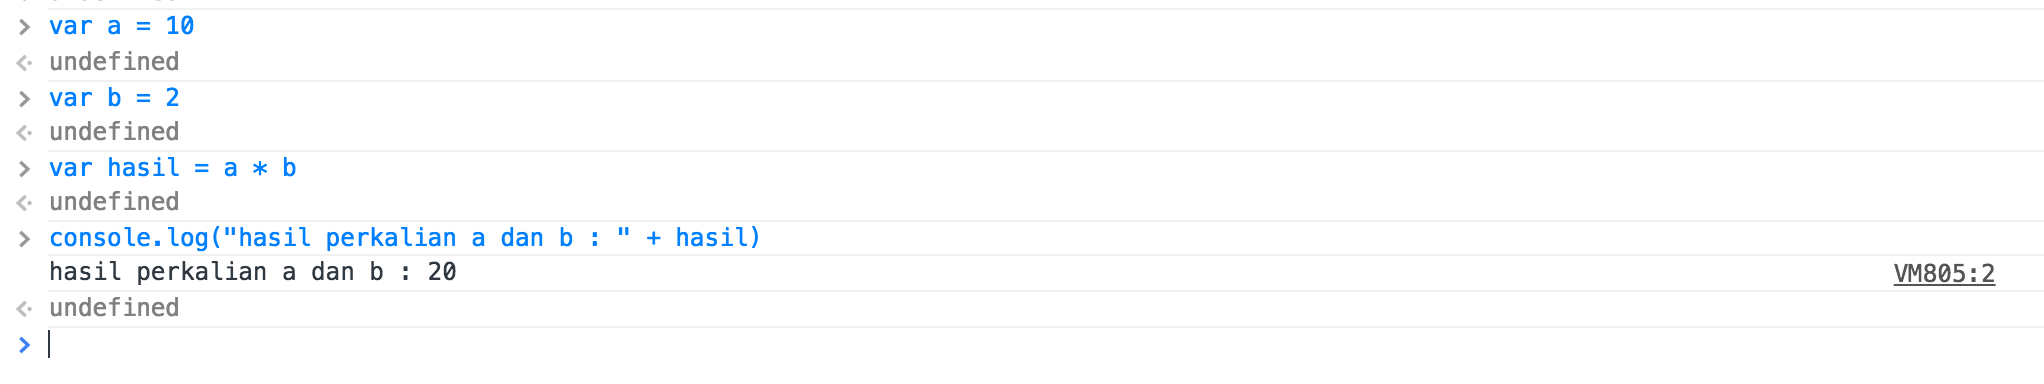 > var a = 10
<· undefined
> var b = 2
<· undefined
> var hasil = a * b
<· undefined
> console.log("hasil perkalian a dan b : " + hasil)
hasil perkalian a dan b : 20 VM805:2
<· undefined
>